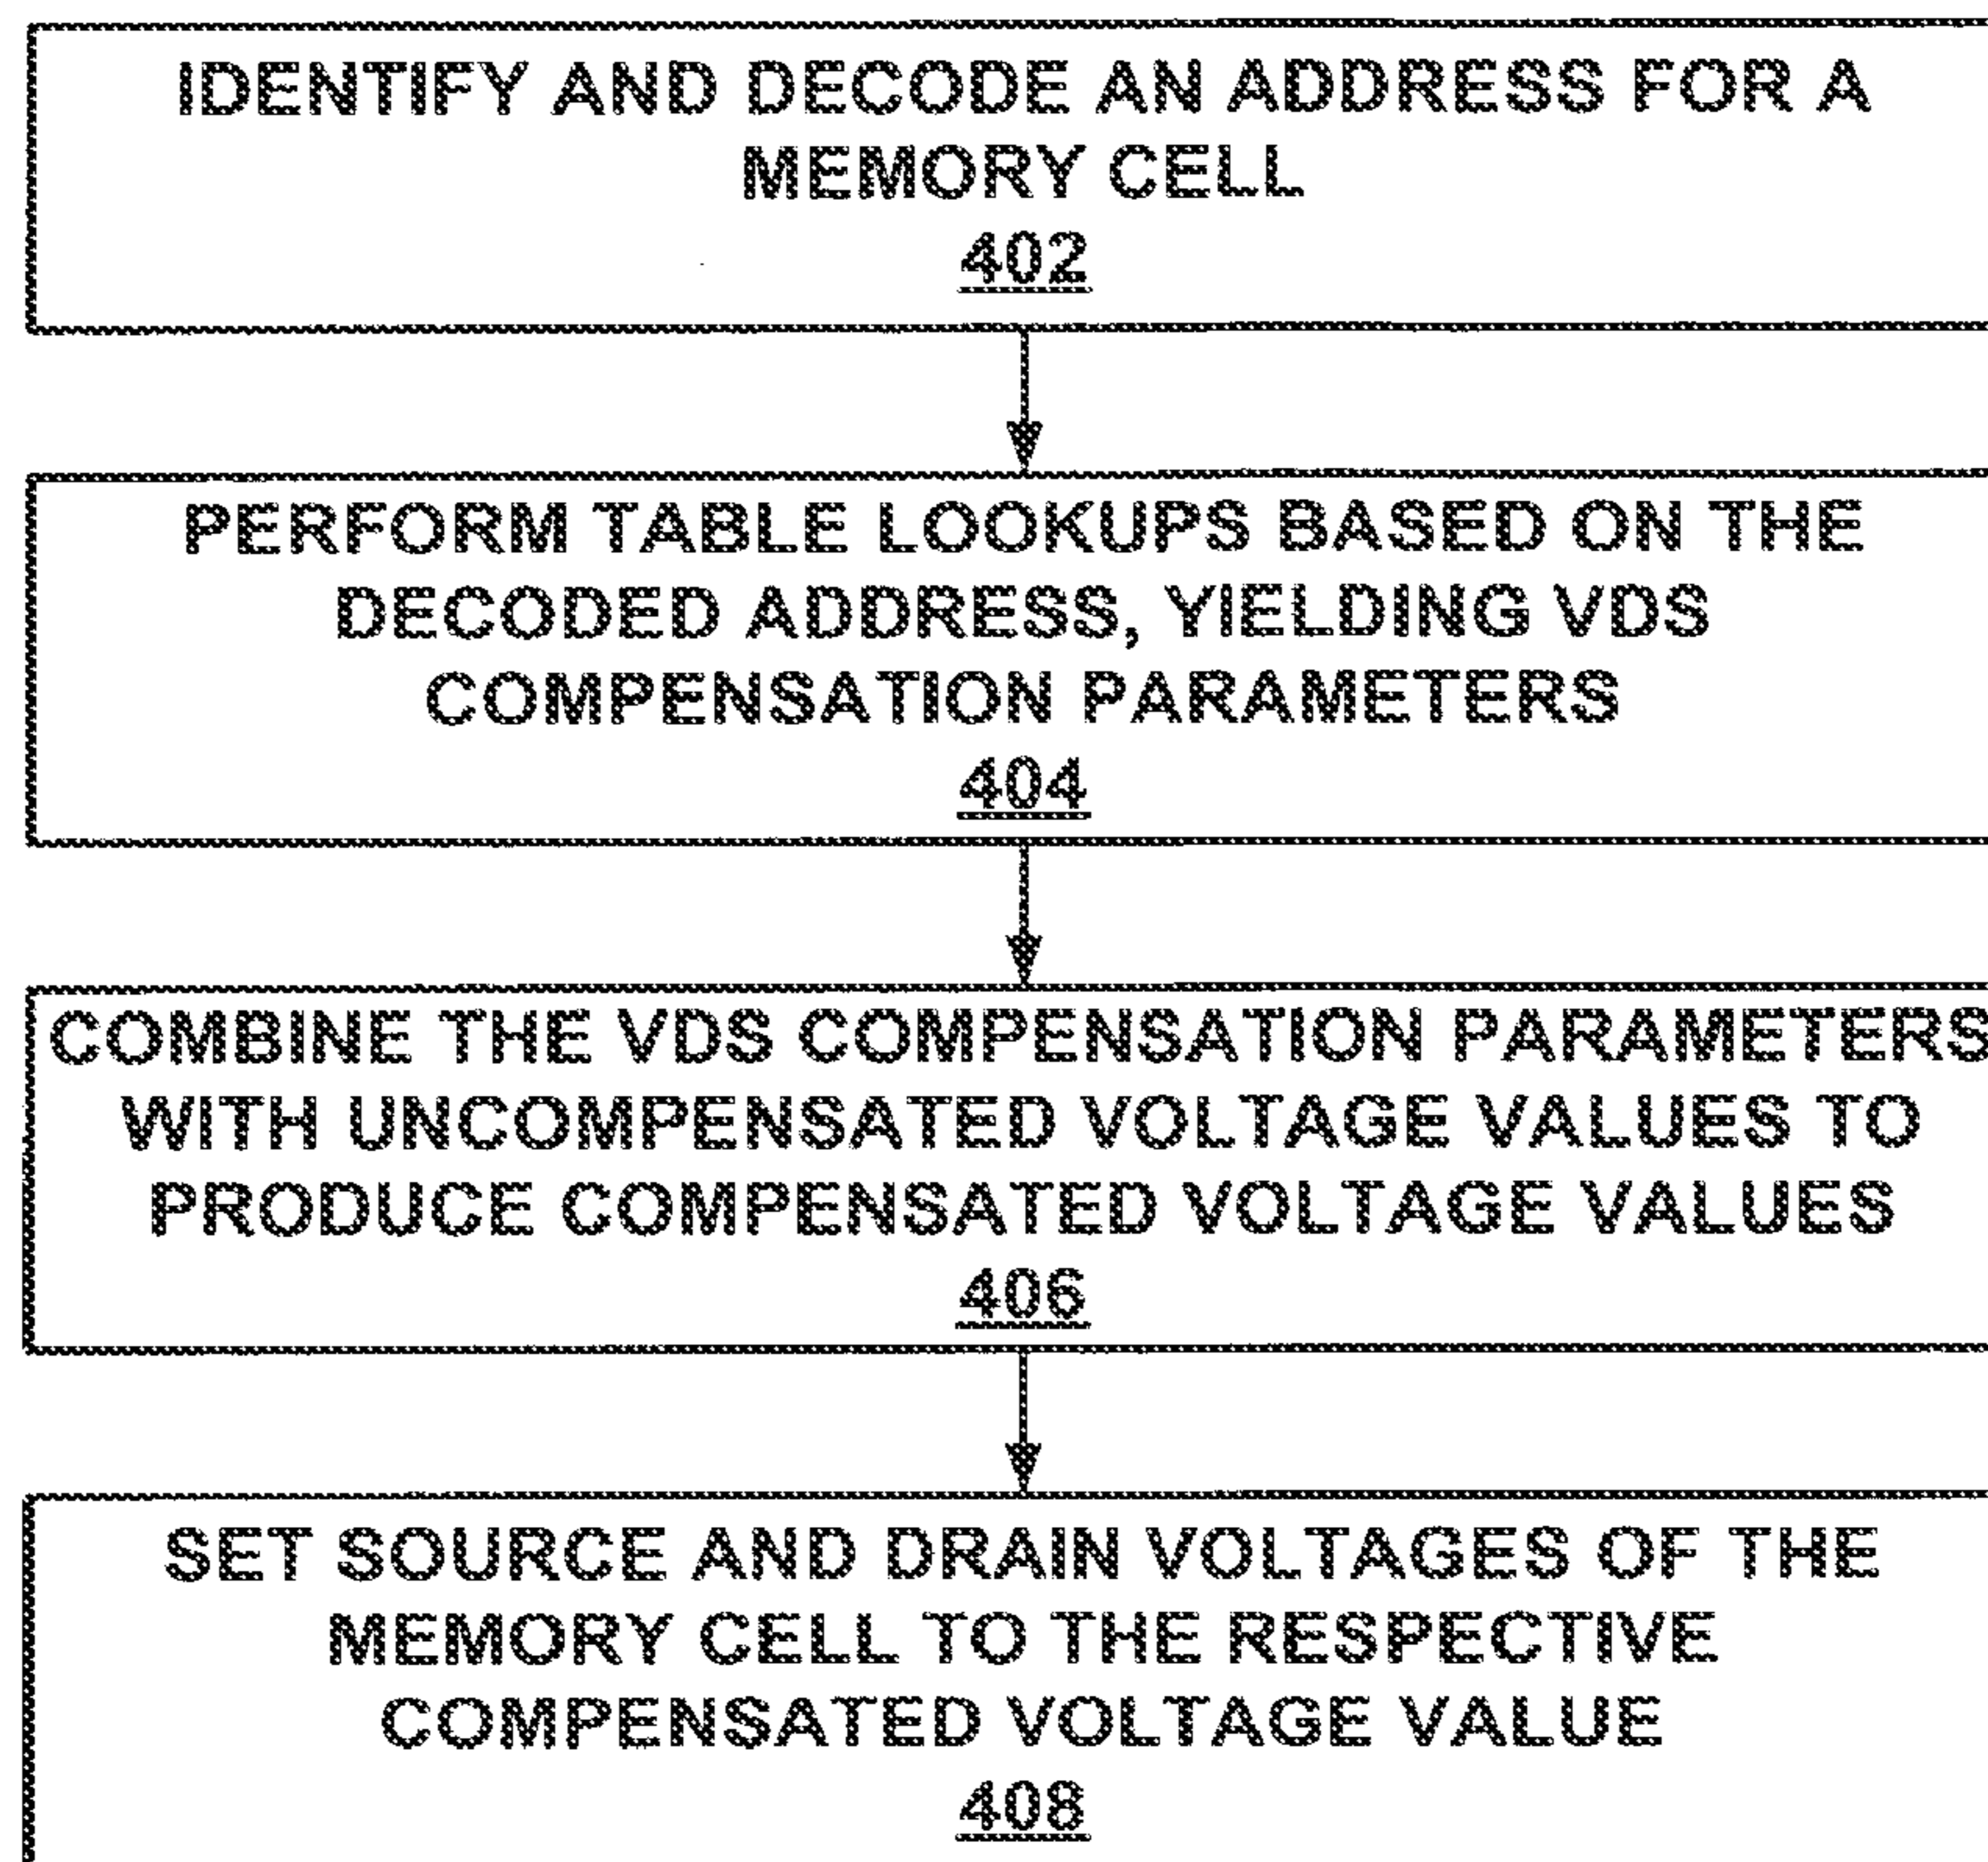 IDENTIFY AND DECODE AN ADDRESS FOR A
MEMORY CELL
402
PERFORM TABLE LOOKUPS BASED ON THE
DECODED ADDRESS, YIELDING VDS
COMPENSATION PARAMETERS
404
COMBINE THE VDS COMPENSATION PARAMETERS
WITH UNCOMPENSATED VOLTAGE VALUES TO
PRODUCE COMPENSATED VOLTAGE VALUES
406
SET SOURCE AND DRAIN VOLTAGES OF THE
MEMORY CELL TO THE RESPECTIVE
COMPENSATED VOLTAGE VALUE
408